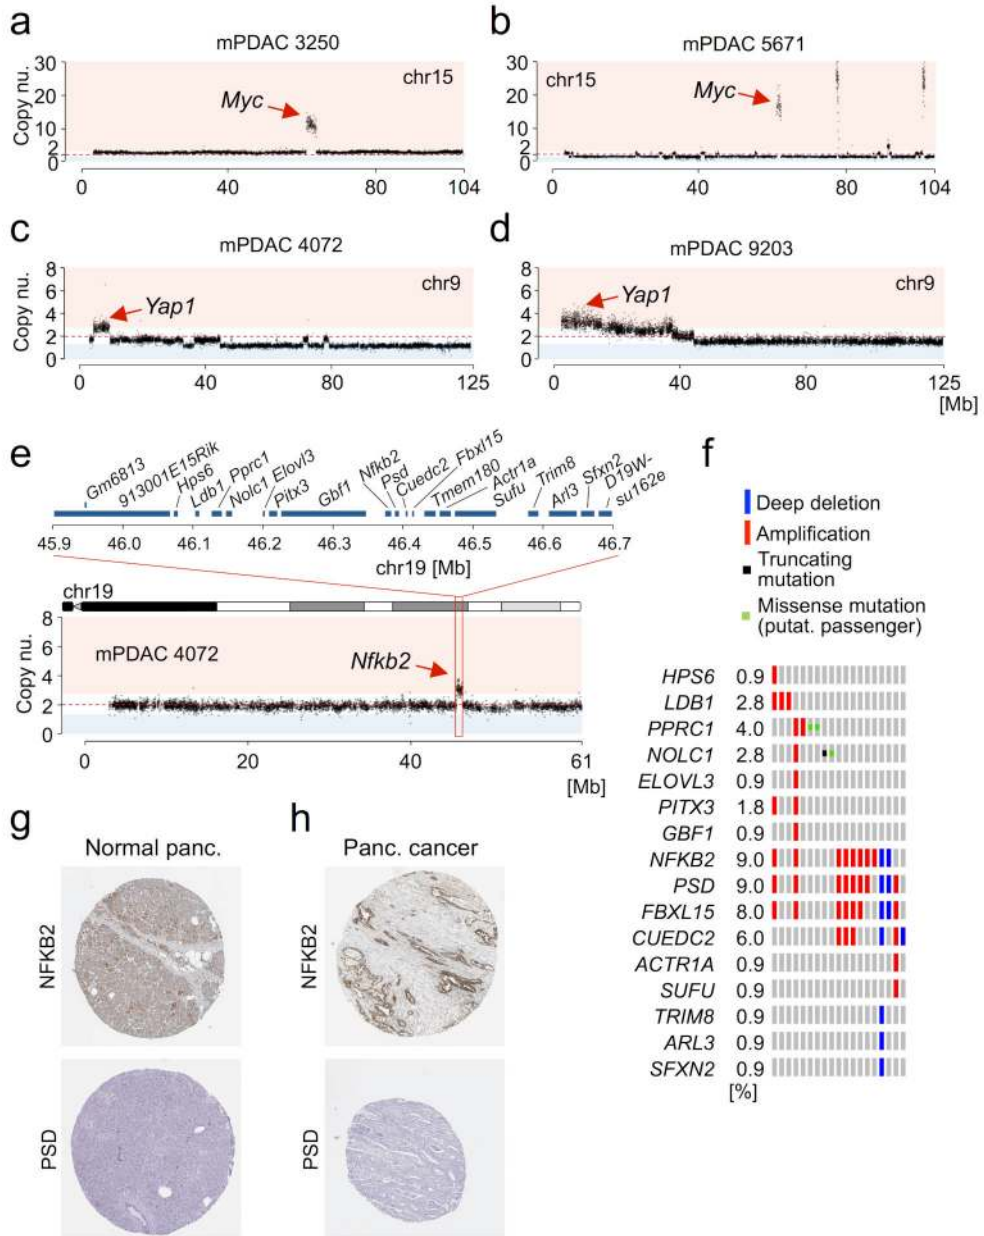 a
mPDAC 3250
Copy nu.
30
20
10
2
0
chr15
Myc
0
40
80
104
b
mPDAC 5671
30
20
10
2
0
chr15
Myc
0
40
80
104
c
mPDAC 4072
Copy nu.
8
6
4
2
0
chr9
Yap1
0
40
80
125
d
mPDAC 9203
8
6
4
2
0
chr9
Yap1
0
40
80
125
[Mb]
e
Gm6813
913001E15Rik
Hps6
Ldb1
Pprc1
Nolc1
Elovl3
Pitx3
Gbf1
Nfkb2
Psd
Cuedc2
Fbxl15
Tmem180
Actr1a
Sufu
Trim8
Arl3
Sfxn2
D19W-
su162e
45.9
46.0
46.1
46.2
46.3
46.4
46.5
46.6
46.7
chr19 [Mb]
chr19
Copy nu.
8
6
4
2
0
mPDAC 4072
Nfkb2
0
20
40
61
[Mb]
f
Deep deletion
Amplification
Truncating
mutation
Missense mutation
(putat. passenger)
HPS6 0.9
LDB1 2.8
PPRC1 4.0
NOLC1 2.8
ELOVL3 0.9
PITX3 1.8
GBF1 0.9
NFKB2 9.0
PSD 9.0
FBXL15 8.0
CUEDC2 6.0
ACTR1A 0.9
SUFU 0.9
TRIM8 0.9
ARL3 0.9
SFXN2 0.9
[%]
g
Normal panc.
NFKB2
PSD
h
Panc. cancer
NFKB2
PSD